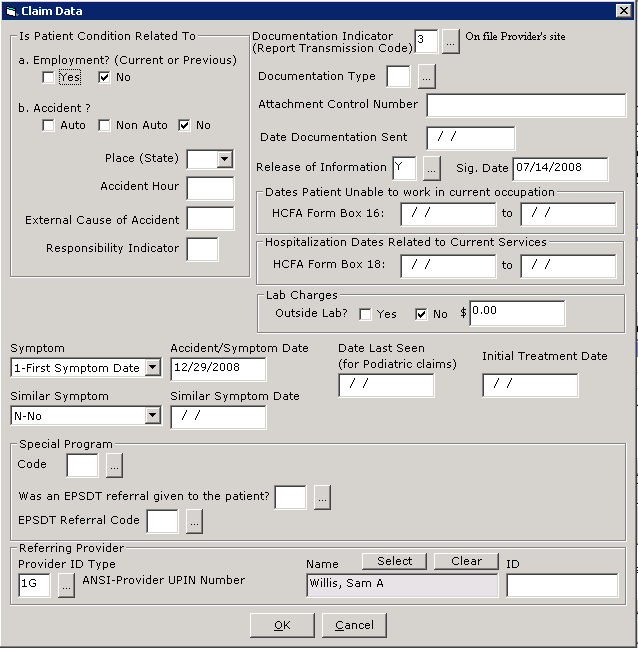 Claim Data
Is Patient Condition Related To
a. Employment? (Current or Previous)
Yes No
b. Accident ?
Auto Non Auto No
Place (State)
Accident Hour
External Cause of Accident
Responsibility Indicator
Documentation Indicator
(Report Transmission Code) 3 ... On file Provider's site
Documentation Type ...
Attachment Control Number
Date Documentation Sent / /
Release of Information Y ... Sig. Date 07/14/2008
Dates Patient Unable to work in current occupation
HCFA Form Box 16: / / to / /
Hospitalization Dates Related to Current Services
HCFA Form Box 18: / / to / /
Lab Charges
Outside Lab? Yes No $ 0.00
Symptom
1-First Symptom Date
Accident/Symptom Date
12/29/2008
Date Last Seen
(for Podiatric claims)
/ /
Initial Treatment Date
/ /
Similar Symptom
N-No
Similar Symptom Date
/ /
Special Program
Code ...
Was an EPSDT referral given to the patient? ...
EPSDT Referral Code ...
Referring Provider
Provider ID Type
1G ... ANSI-Provider UPIN Number
Name Select Clear ID
Willis, Sam A
OK Cancel